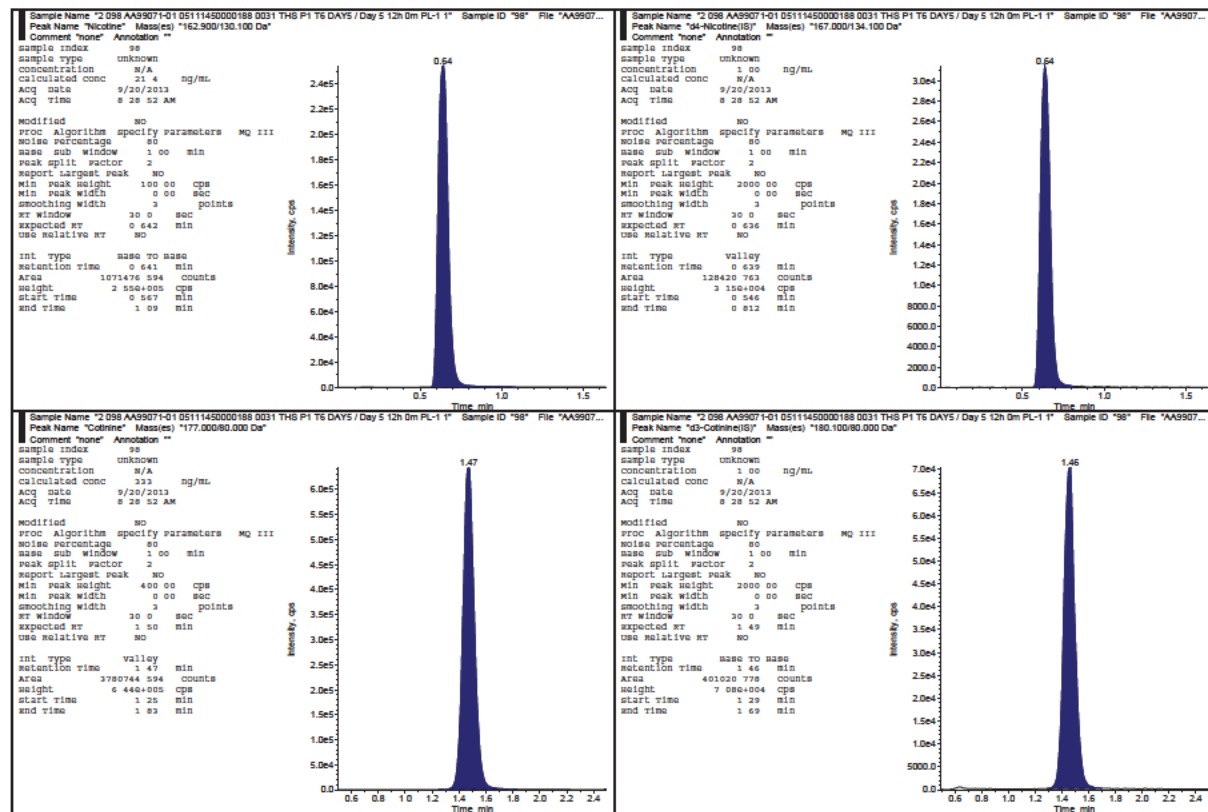 Sample Name "2 098 AA99071-01 05111450000188 0031 THS P1 T6 DAY5 / Day 5 12h 0m PL-1 1" Sample ID "98" File "AA9907...
Peak Name "Nicotine" Mass(es) "162.900/130.100 Da"
Comment "none" Annotation ""
Sample Index 98
Sample Type Unknown
Concentration N/A
Calculated Conc 21 4 ng/mL
Acq Date 9/20/2013
Acq Time 8 28 52 AM
Modified NO
Proc Algorithm Specify Parameters MQ III
Noise Percentage 80
Base Sub Window 1 00 min
Peak Split Factor 2
Report Largest Peak NO
Min Peak Height 100 00 cps
Min Peak Width 0 00 sec
Smoothing Width 3 points
RT Window 30 0 sec
Expected RT 0 642 min
Use Relative RT NO
Int Type Base To Base
Retention Time 0 641 min
Area 1071476 594 counts
Height 2 55e+005 cps
Start Time 0 567 min
End Time 1 09 min
0.64
Intensity, cps
2.4e5
2.2e5
2.0e5
1.8e5
1.6e5
1.4e5
1.2e5
1.0e5
8.0e4
6.0e4
4.0e4
2.0e4
0.0
0.5 1.0 1.5
Time min
Sample Name "2 098 AA99071-01 05111450000188 0031 THS P1 T6 DAY5 / Day 5 12h 0m PL-1 1" Sample ID "98" File "AA9907...
Peak Name "d4-Nicotine(IS)" Mass(es) "167.000/134.100 Da"
Comment "none" Annotation ""
Sample Index 98
Sample Type Unknown
Concentration 1 00 ng/mL
Calculated Conc N/A
Acq Date 9/20/2013
Acq Time 8 28 52 AM
Modified NO
Proc Algorithm Specify Parameters MQ III
Noise Percentage 80
Base Sub Window 1 00 min
Peak Split Factor 2
Report Largest Peak NO
Min Peak Height 2000 00 cps
Min Peak Width 0 00 sec
Smoothing Width 3 points
RT Window 30 0 sec
Expected RT 0 636 min
Use Relative RT NO
Int Type Valley
Retention Time 0 639 min
Area 128420 763 counts
Height 3 15e+004 cps
Start Time 0 546 min
End Time 0 812 min
0.64
Intensity, cps
3.0e4
2.8e4
2.6e4
2.4e4
2.2e4
2.0e4
1.8e4
1.6e4
1.4e4
1.2e4
1.0e4
8000.0
6000.0
4000.0
2000.0
0.0
0.5 1.0 1.5
Time min
Sample Name "2 098 AA99071-01 05111450000188 0031 THS P1 T6 DAY5 / Day 5 12h 0m PL-1 1" Sample ID "98" File "AA9907...
Peak Name "Cotinine" Mass(es) "177.000/80.000 Da"
Comment "none" Annotation ""
Sample Index 98
Sample Type Unknown
Concentration N/A
Calculated Conc 333 ng/mL
Acq Date 9/20/2013
Acq Time 8 28 52 AM
Modified NO
Proc Algorithm Specify Parameters MQ III
Noise Percentage 80
Base Sub Window 1 00 min
Peak Split Factor 2
Report Largest Peak NO
Min Peak Height 400 00 cps
Min Peak Width 0 00 sec
Smoothing Width 3 points
RT Window 30 0 sec
Expected RT 1 50 min
Use Relative RT NO
Int Type Valley
Retention Time 1 47 min
Area 3780744 594 counts
Height 6 44e+005 cps
Start Time 1 25 min
End Time 1 83 min
1.47
Intensity, cps
6.0e5
5.5e5
5.0e5
4.5e5
4.0e5
3.5e5
3.0e5
2.5e5
2.0e5
1.5e5
1.0e5
5.0e4
0.0
0.6 0.8 1.0 1.2 1.4 1.6 1.8 2.0 2.2 2.4
Time min
Sample Name "2 098 AA99071-01 05111450000188 0031 THS P1 T6 DAY5 / Day 5 12h 0m PL-1 1" Sample ID "98" File "AA9907...
Peak Name "d3-Cotinine(IS)" Mass(es) "180.100/80.000 Da"
Comment "none" Annotation ""
Sample Index 98
Sample Type Unknown
Concentration 1 00 ng/mL
Calculated Conc N/A
Acq Date 9/20/2013
Acq Time 8 28 52 AM
Modified NO
Proc Algorithm Specify Parameters MQ III
Noise Percentage 80
Base Sub Window 1 00 min
Peak Split Factor 2
Report Largest Peak NO
Min Peak Height 2000 00 cps
Min Peak Width 0 00 sec
Smoothing Width 3 points
RT Window 30 0 sec
Expected RT 1 49 min
Use Relative RT NO
Int Type Base To Base
Retention Time 1 46 min
Area 401020 778 counts
Height 7 08e+004 cps
Start Time 1 29 min
End Time 1 69 min
1.46
Intensity, cps
7.0e4
6.5e4
6.0e4
5.5e4
5.0e4
4.5e4
4.0e4
3.5e4
3.0e4
2.5e4
2.0e4
1.5e4
1.0e4
5000.0
0.0
0.6 0.8 1.0 1.2 1.4 1.6 1.8 2.0 2.2 2.4
Time min